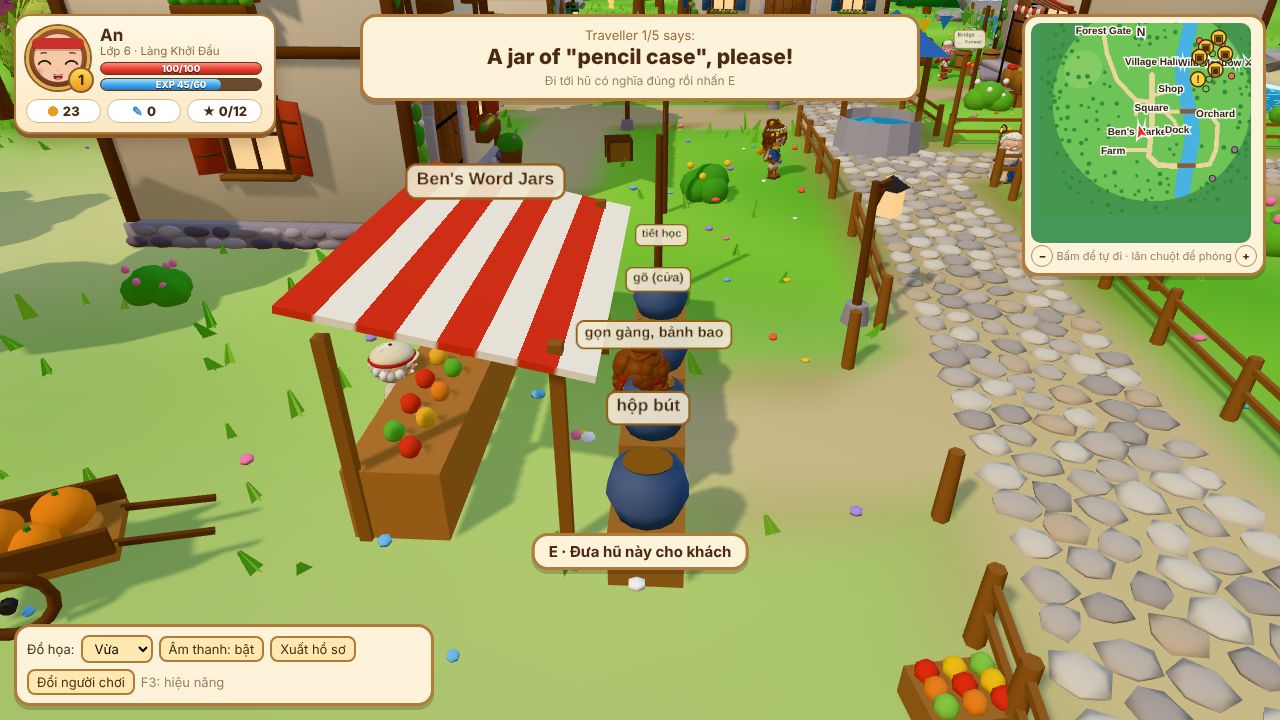 An
Lớp 6 · Làng Khởi Đầu
100/100
1
EXP 45/60
23
0
★ 0/12
Traveller 1/5 says:
A jar of "pencil case", please!
Đi tới hũ có nghĩa đúng rồi nhấn E
Forest Gate N
Village Hall
Shop
Square
Orchard
Dock
Farm
!
− Bấm để tự đi · lăn chuột để phóng +
Bridge
Ben's Word Jars
tiết học
gõ (cửa)
gọn gàng, bảnh bao
hộp bút
E · Đưa hũ này cho khách
Đồ họa: Vừa Âm thanh: bật Xuất hồ sơ
Đổi người chơi F3: hiệu năng